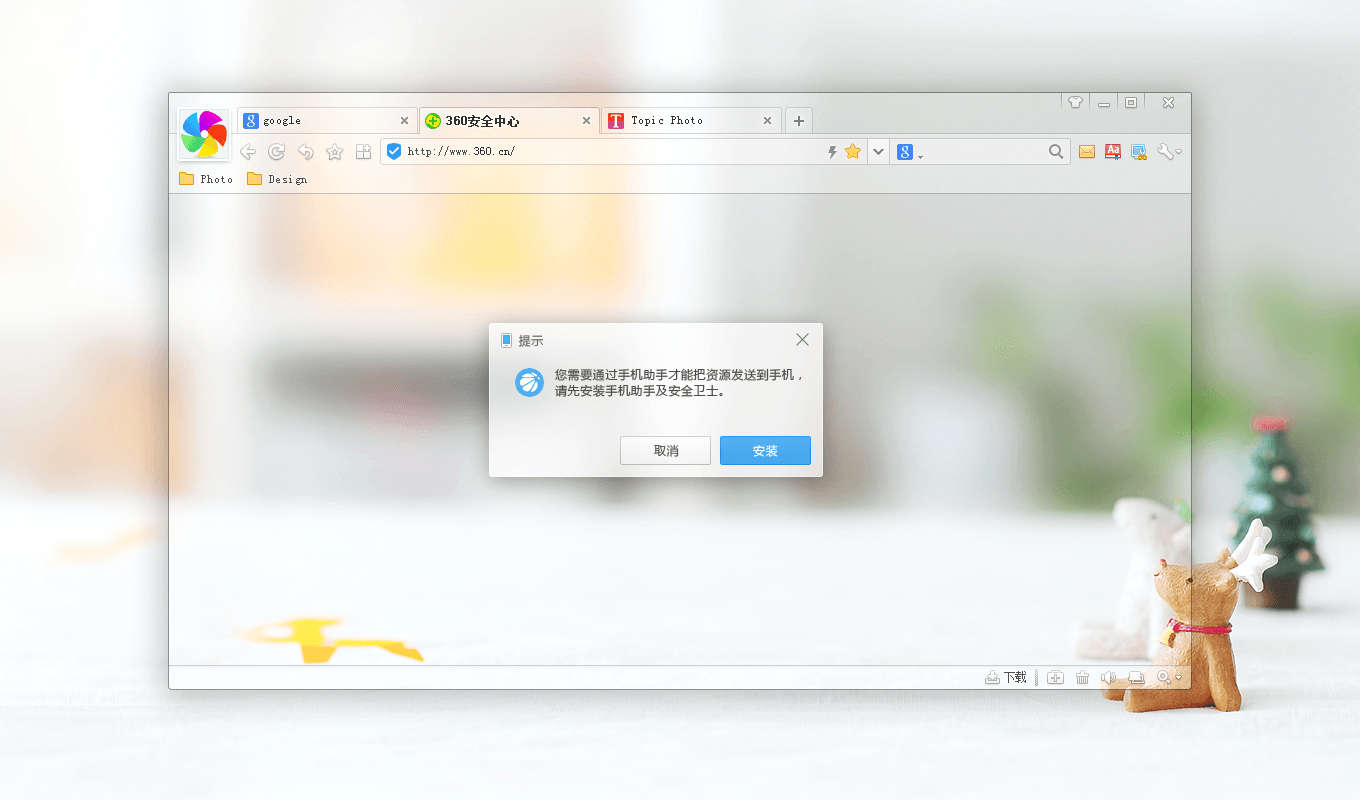 google
360安全中心
Topic Photo
http://www.360.cn/
8
Aa
Photo
Design
提示
您需要通过手机助手才能把资源发送到手机，
请先安装手机助手及安全卫士。
取消
安装
下载